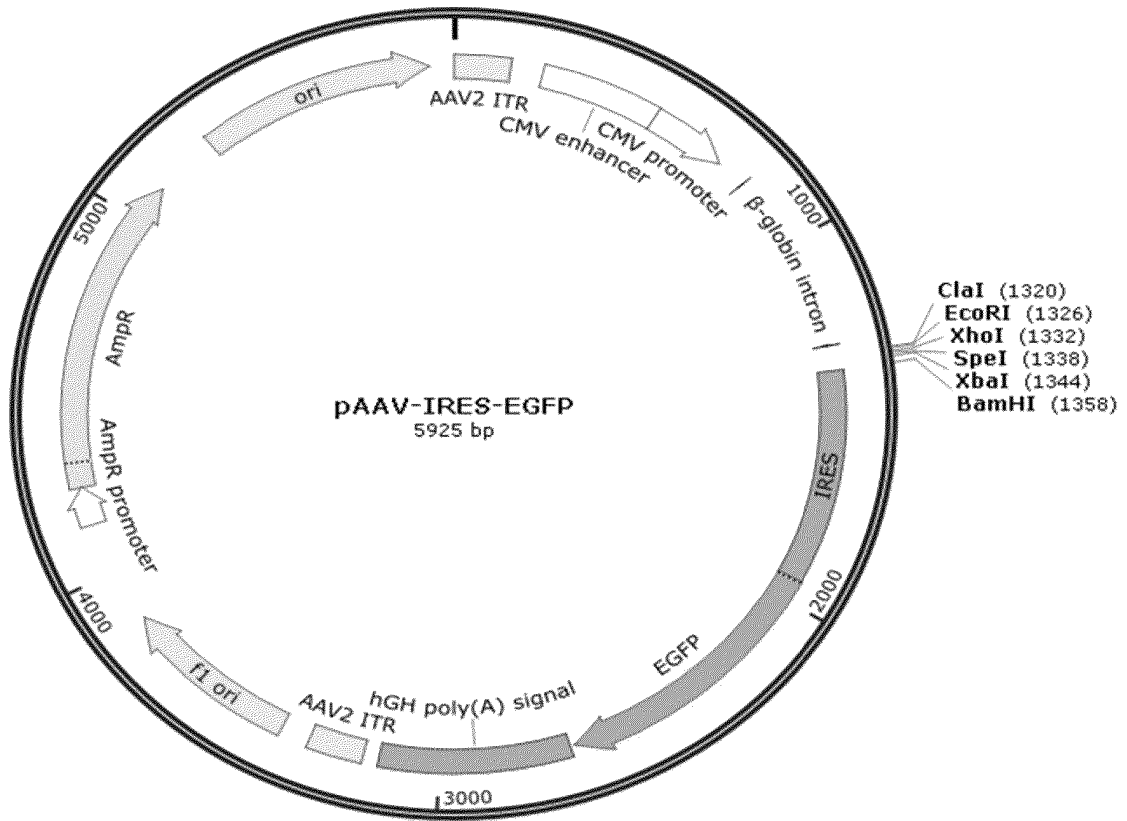 ori
AAV2 ITR
CMV enhancer
CMV promoter
β-globin intron
1000
ClaI (1320)
EcoRI (1326)
XhoI (1332)
SpeI (1338)
XbaI (1344)
BamHI (1358)
5000
AmpR
pAAV-IRES-EGFP
5925 bp
IRES
AmpR promoter
2000
4000
EGFP
f1 ori
AAV2 ITR
hGH poly(A) signal
3000